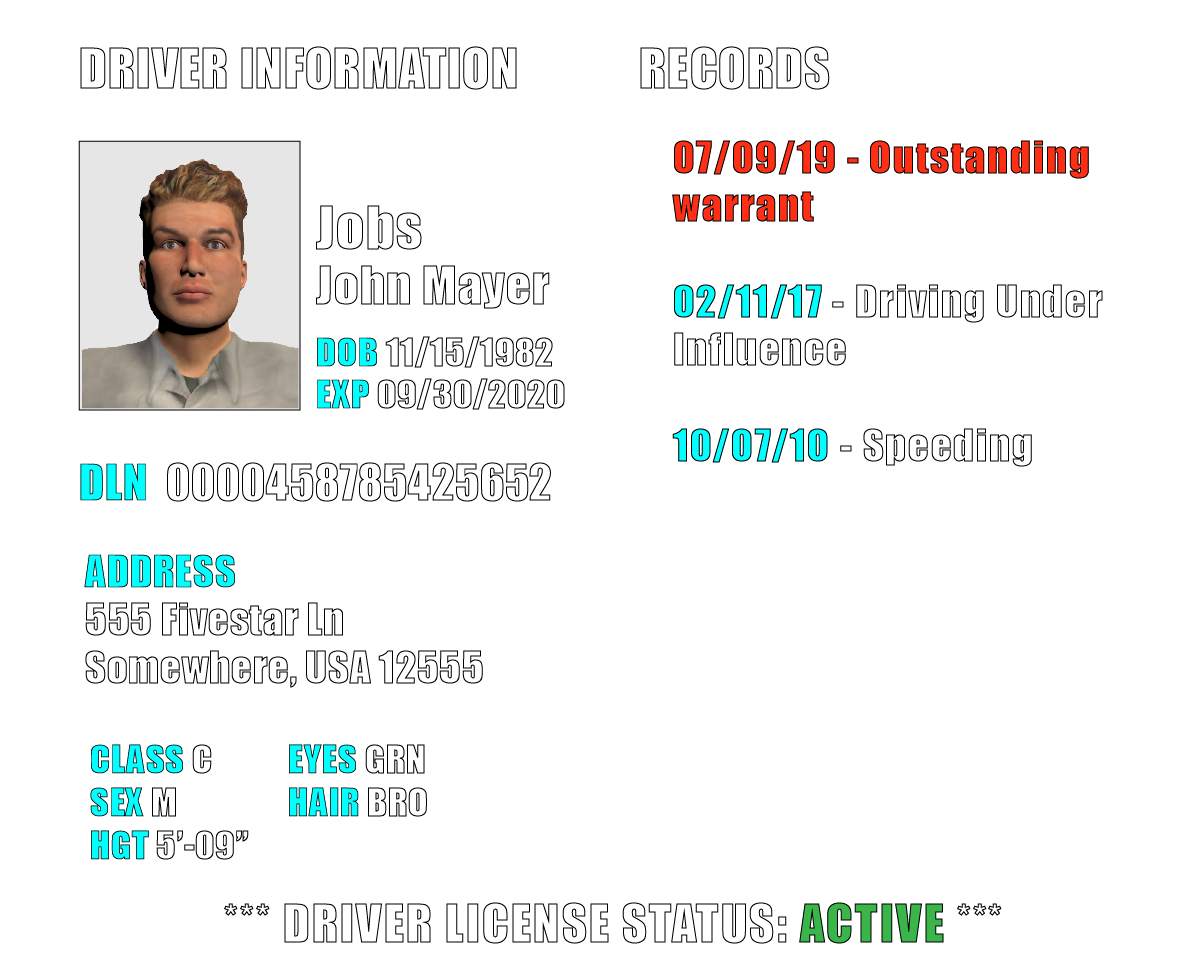 DRIVER INFORMATION
Jobs
John Mayer
DOB 11/15/1982
EXP 09/30/2020
DLN 0000458785425652
ADDRESS
555 Fivestar Ln
Somewhere, USA 12555
CLASS C
SEX M
HGT 5’-09”
EYES GRN
HAIR BRO
RECORDS
07/09/19 - Outstanding
warrant
02/11/17 - Driving Under
Influence
10/07/10 - Speeding
*** DRIVER LICENSE STATUS: ACTIVE ***